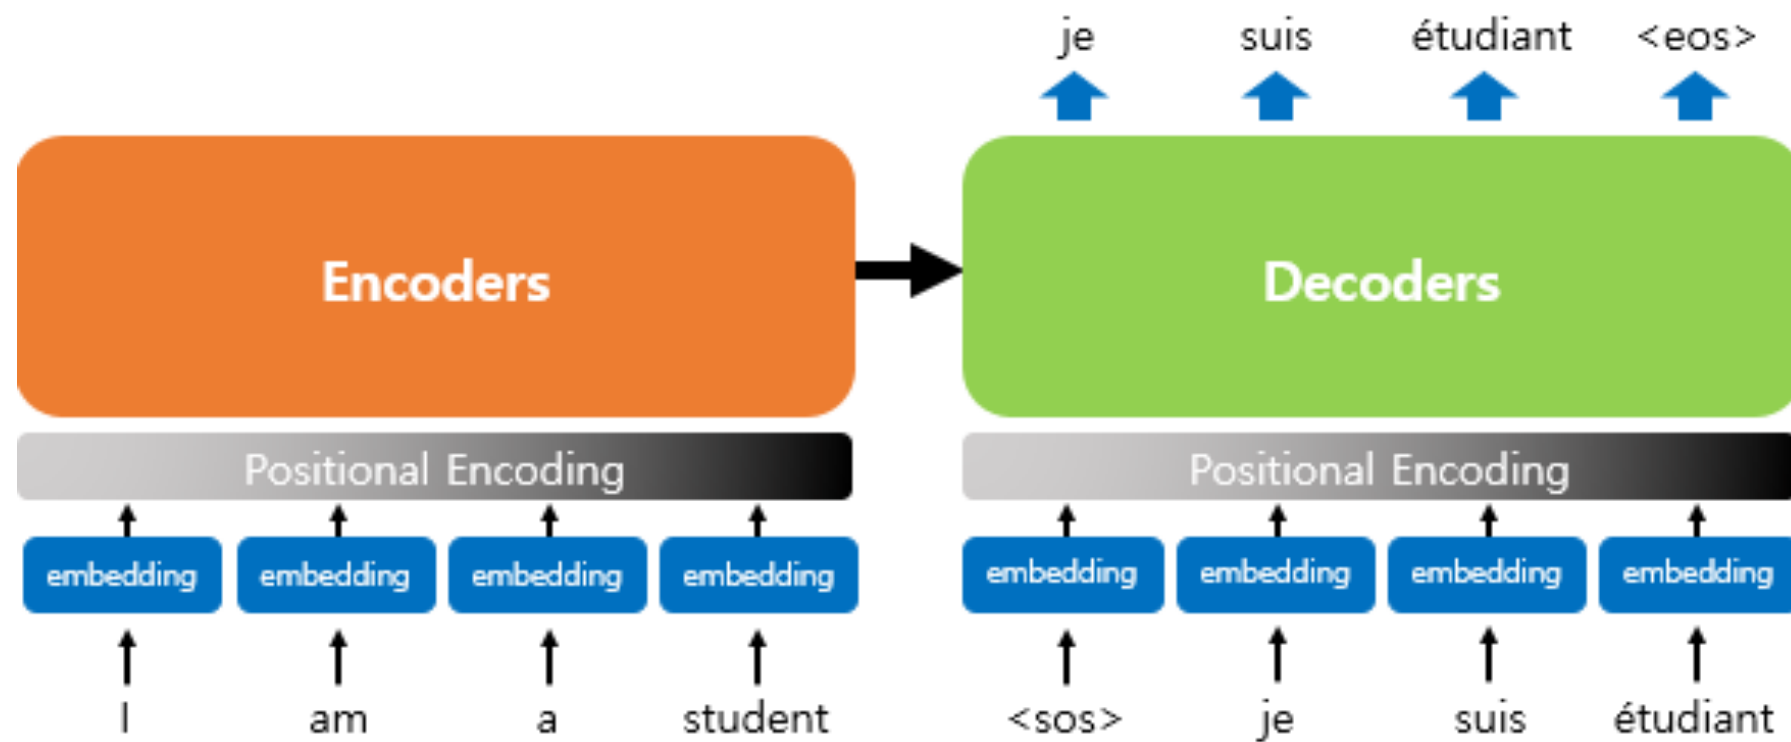 je suis étudiant <eos>
Encoders
Decoders
Positional Encoding
Positional Encoding
embedding embedding embedding embedding
embedding embedding embedding embedding
I am a student
<sos> je suis étudiant